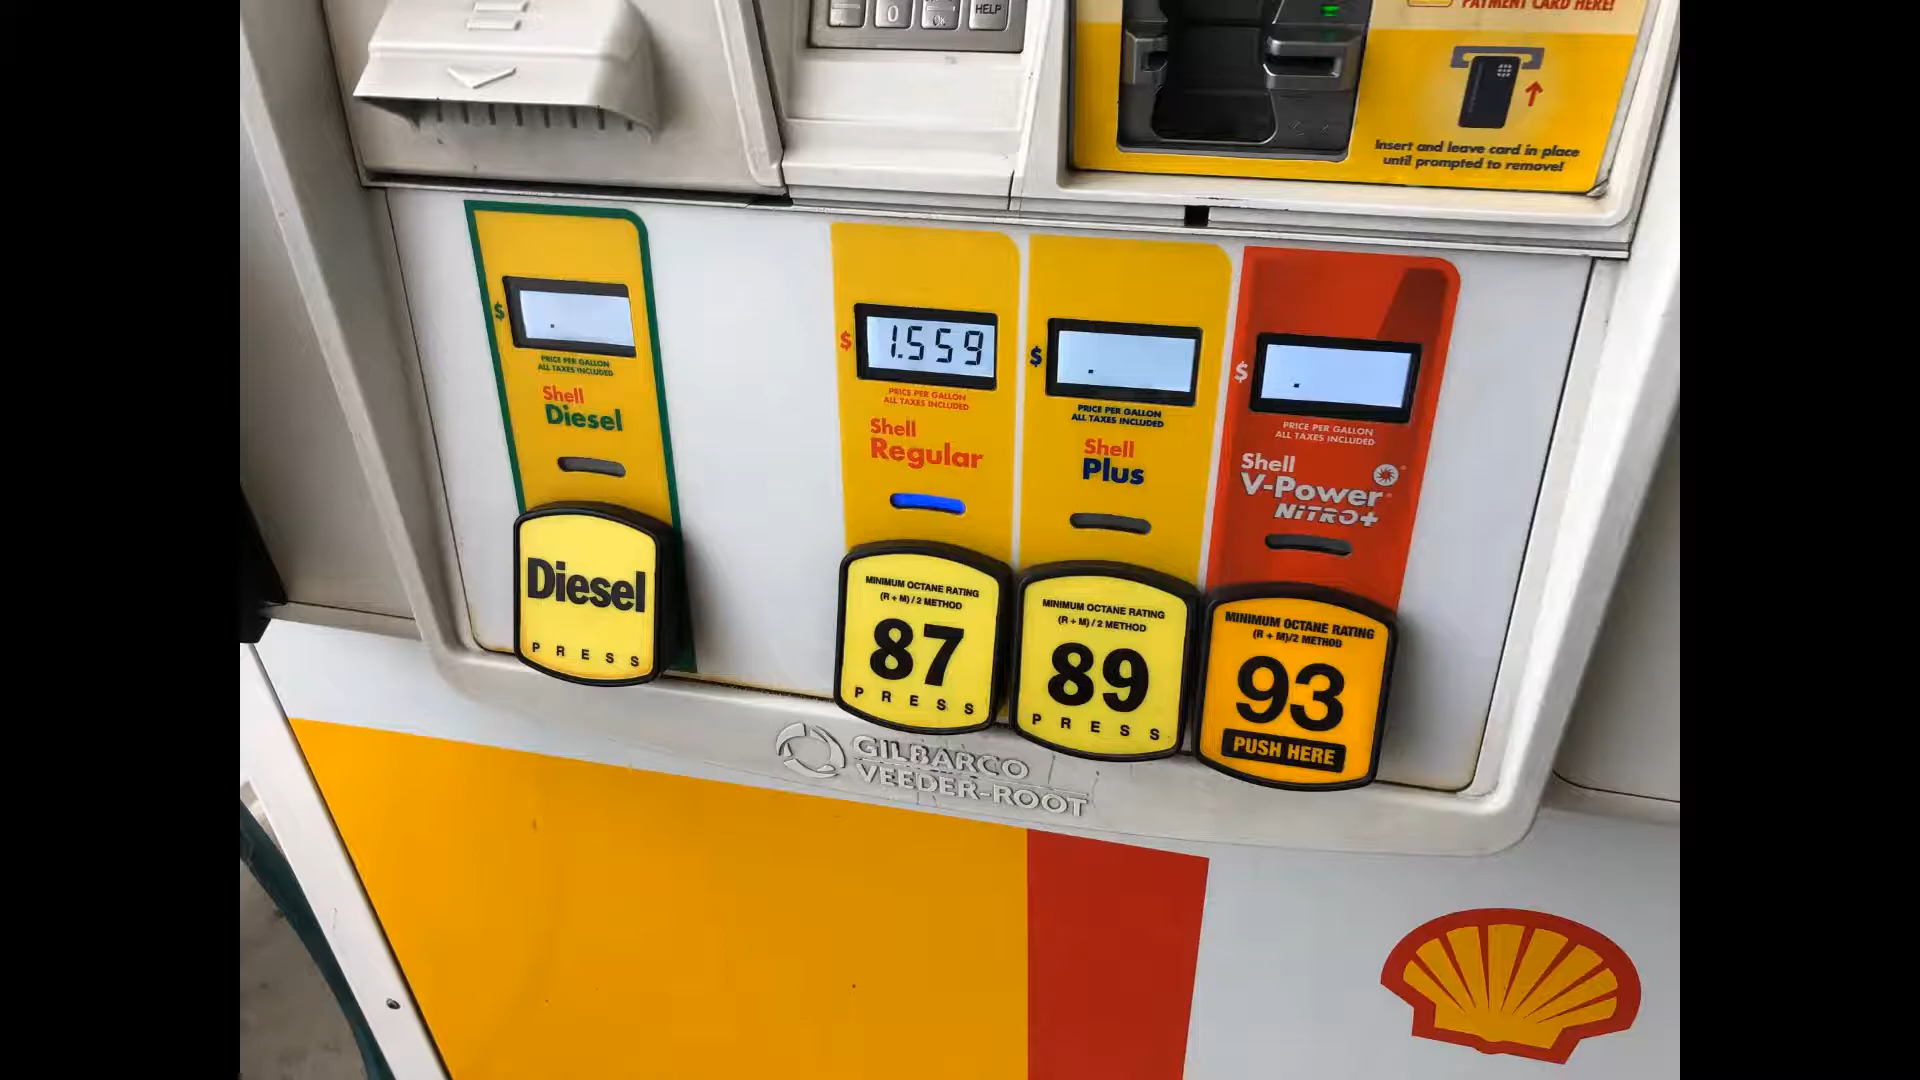 0
OK
HELP
PAYMENT CARD HERE!
Insert and leave card in place
until prompted to remove!
$
.
PRICE PER GALLON
ALL TAXES INCLUDED
Shell
Diesel
Diesel
PRESS
$ 1.559
PRICE PER GALLON
ALL TAXES INCLUDED
Shell
Regular
MINIMUM OCTANE RATING
(R + M) / 2 METHOD
87
PRESS
$
.
PRICE PER GALLON
ALL TAXES INCLUDED
Shell
Plus
MINIMUM OCTANE RATING
(R + M) / 2 METHOD
89
PRESS
$
.
PRICE PER GALLON
ALL TAXES INCLUDED
Shell
V-Power
NiTRO+
MINIMUM OCTANE RATING
(R + M)/2 METHOD
93
PUSH HERE
GILBARCO
VEEDER-ROOT